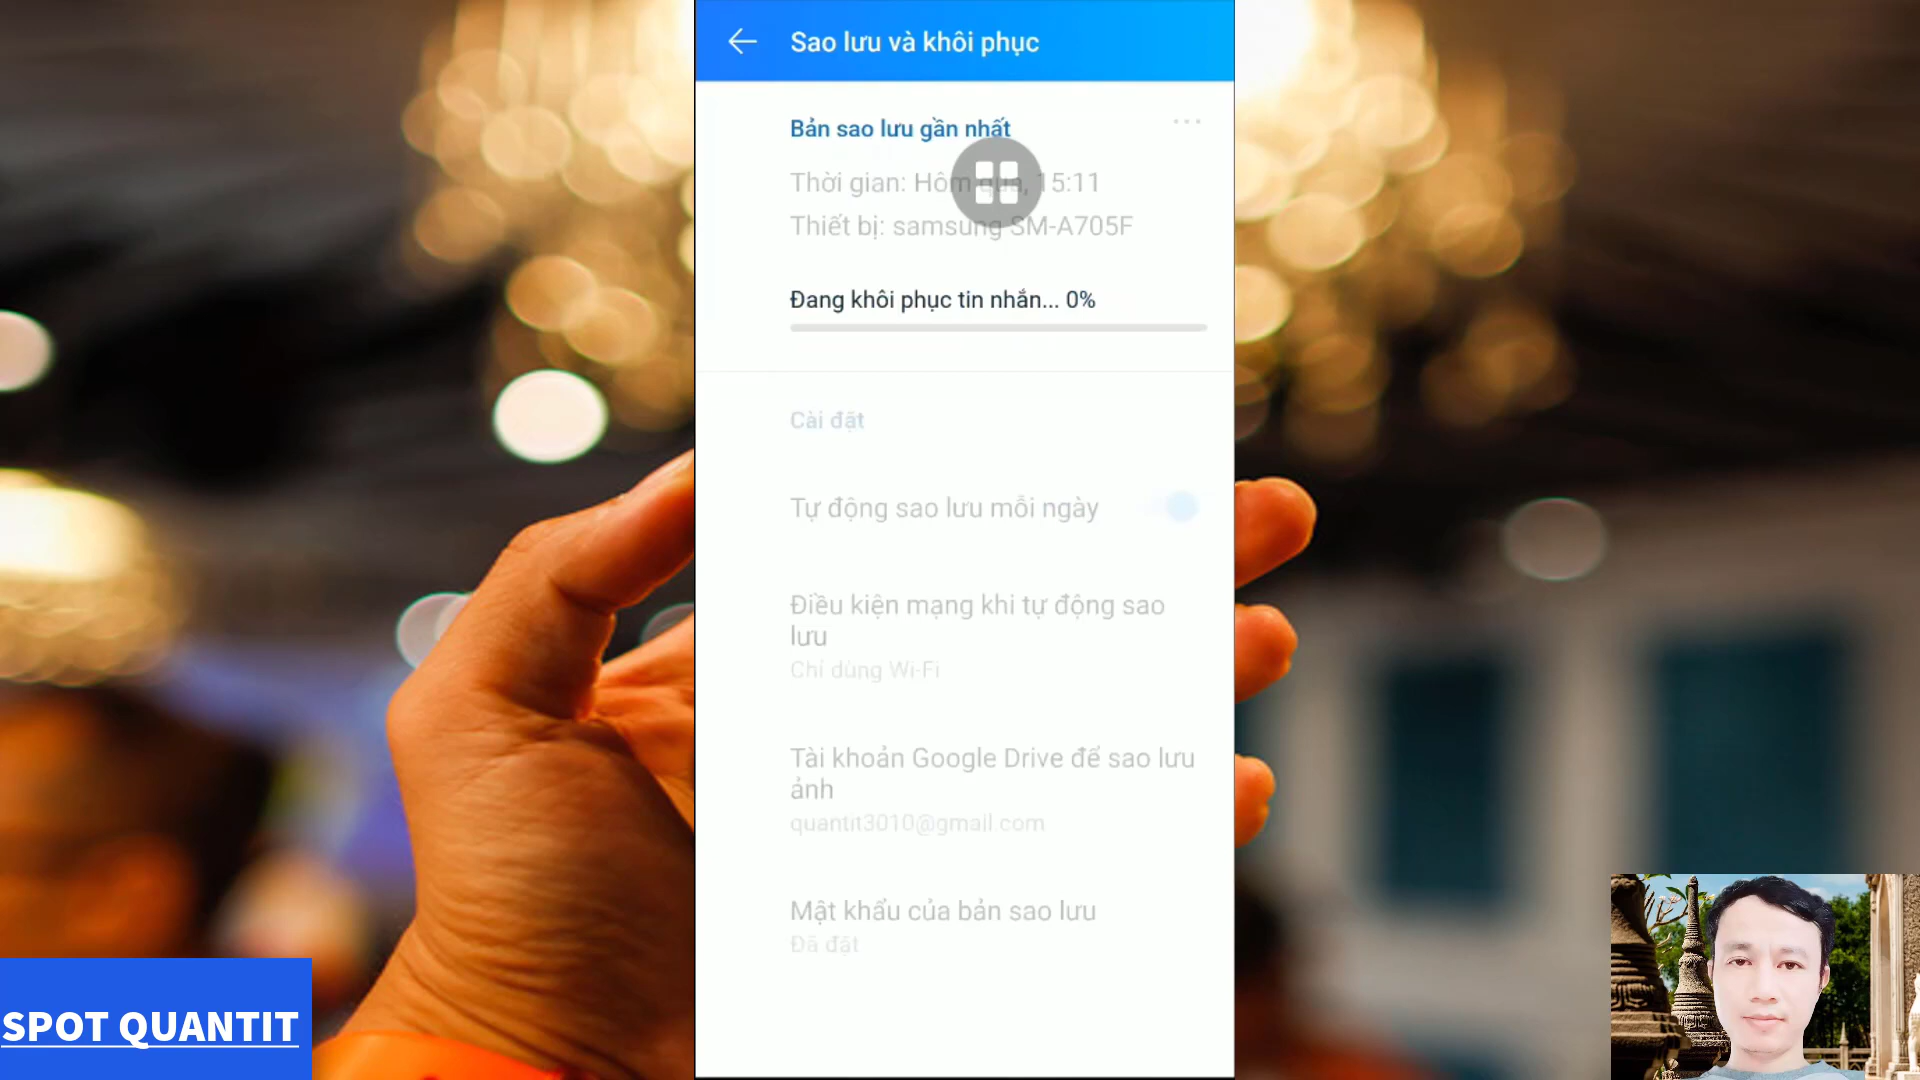 Sao lưu và khôi phục
Bản sao lưu gần nhất
Thời gian: Hôm qua, 15:11
Thiết bị: samsung SM-A705F
Đang khôi phục tin nhắn... 0%
Cài đặt
Tự động sao lưu mỗi ngày
Điều kiện mạng khi tự động sao
lưu
Chỉ dùng Wi-Fi
Tài khoản Google Drive để sao lưu
ảnh
quantit3010@gmail.com
Mật khẩu của bản sao lưu
Đã đặt
SPOT QUANTIT